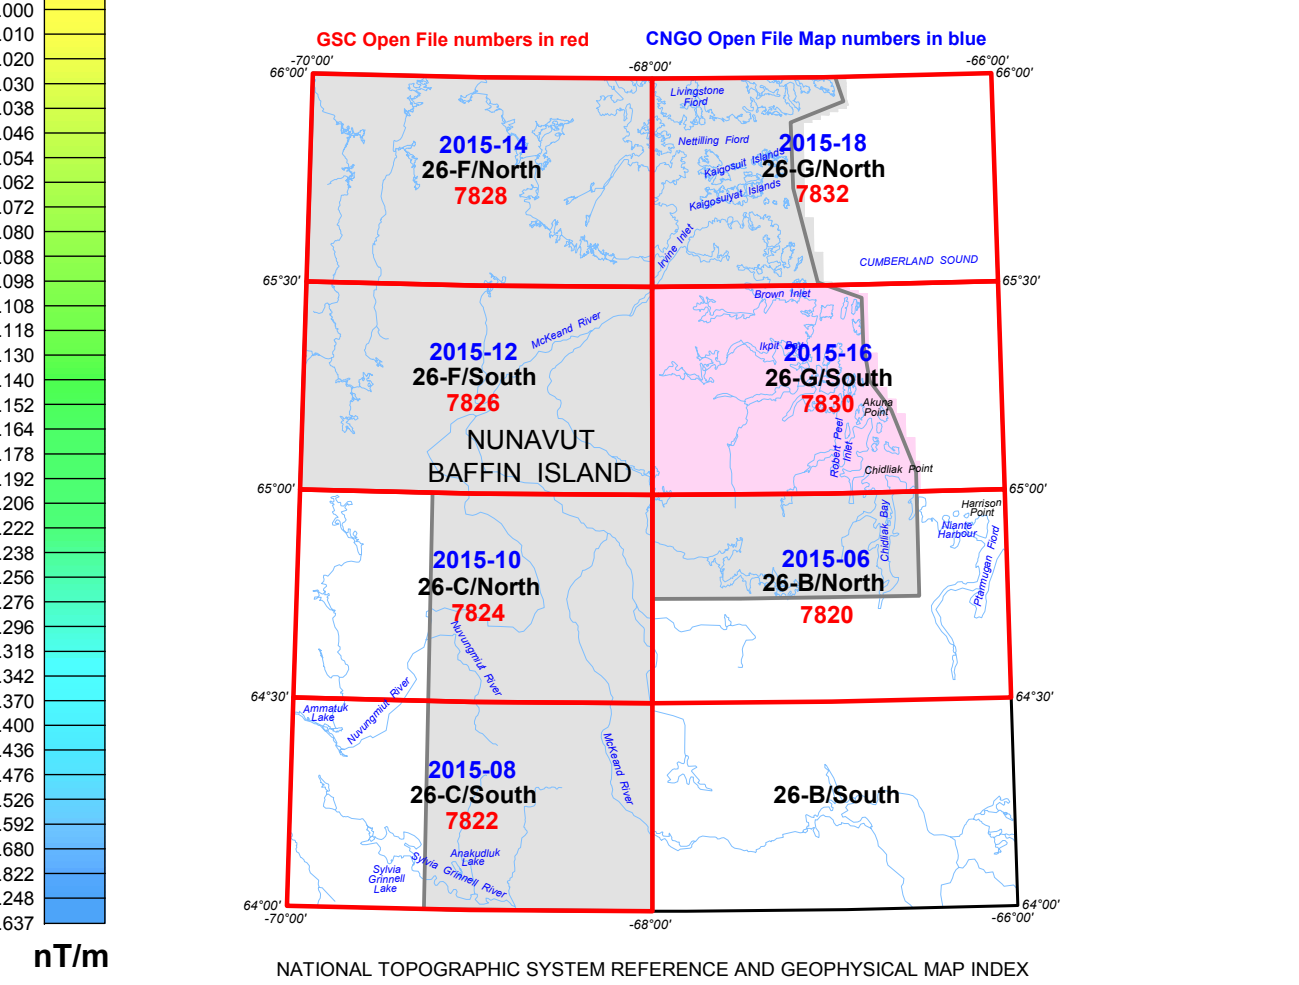 GSC Open File numbers in red
CNGO Open File Map numbers in blue
-70°00'
-68°00'
-66°00'
66°00'
66°00'
Livingstone
Fiord
Nettilling Fiord
Kaigosuit Islands
Kaigosuiyat Islands
Irvine Inlet
2015-14
26-F/North
7828
2015-18
26-G/North
7832
CUMBERLAND SOUND
65°30'
65°30'
Brown Inlet
McKeand River
2015-12
26-F/South
7826
2015-16
26-G/South
7830
Akuna
Point
Robert Peel
Inlet
Chidliak Point
NUNAVUT
BAFFIN ISLAND
65°00'
65°00'
Harrison
Point
Niante
Harbour
Chidliak Bay
Ptarmugan Fiord
2015-10
26-C/North
7824
2015-06
26-B/North
7820
Nuvungmiut River
64°30'
64°30'
Ammatuk
Lake
Nuvungmiut River
McKeand River
2015-08
26-C/South
7822
26-B/South
Anakudluk
Lake
Sylvia Grinnell River
Sylvia
Grinnell
Lake
64°00'
64°00'
-70°00'
-68°00'
-66°00'
.000
.010
.020
.030
.038
.046
.054
.062
.072
.080
.088
.098
.108
.118
.130
.140
.152
.164
.178
.192
.206
.222
.238
.256
.276
.296
.318
.342
.370
.400
.436
.476
.526
.592
.680
.822
.248
.637
nT/m
NATIONAL TOPOGRAPHIC SYSTEM REFERENCE AND GEOPHYSICAL MAP INDEX